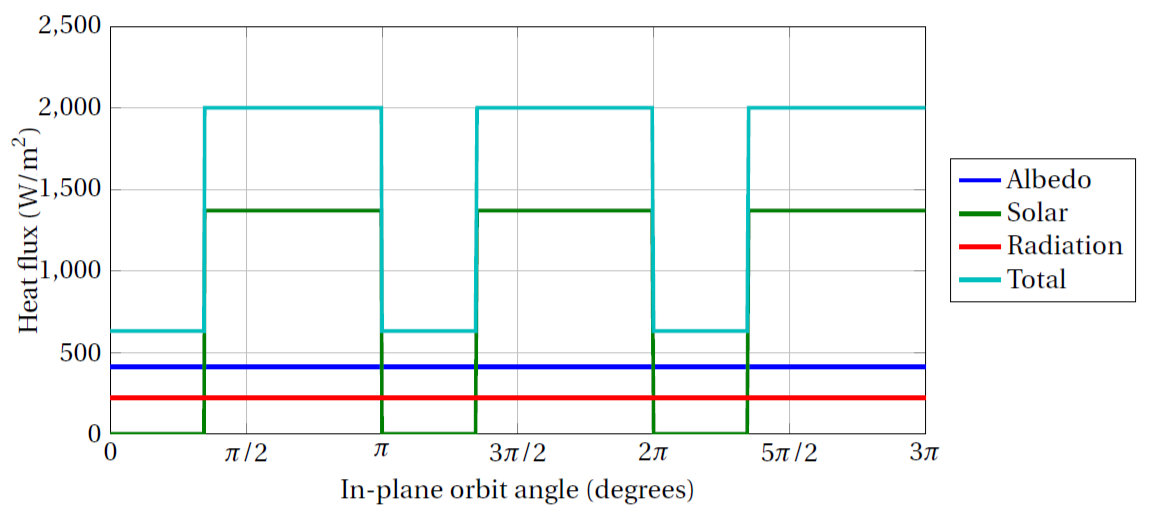 2,500
2,000
1,500
1,000
500
0
Heat flux (W/m²)
0 π/2 π 3π/2 2π 5π/2 3π
In-plane orbit angle (degrees)
Albedo
Solar
Radiation
Total